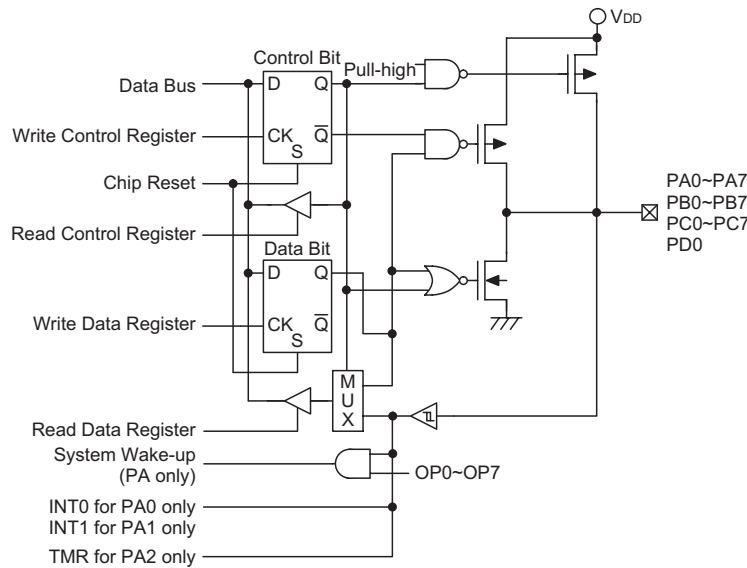 VDD
Control Bit
Pull-high
Data Bus
D
Q
Write Control Register
CK
Q
S
Chip Reset
PA0~PA7
PB0~PB7
PC0~PC7
PD0
Read Control Register
Data Bit
D
Q
Write Data Register
CK
Q
S
M
U
X
Read Data Register
System Wake-up
(PA only)
OP0~OP7
INT0 for PA0 only
INT1 for PA1 only
TMR for PA2 only